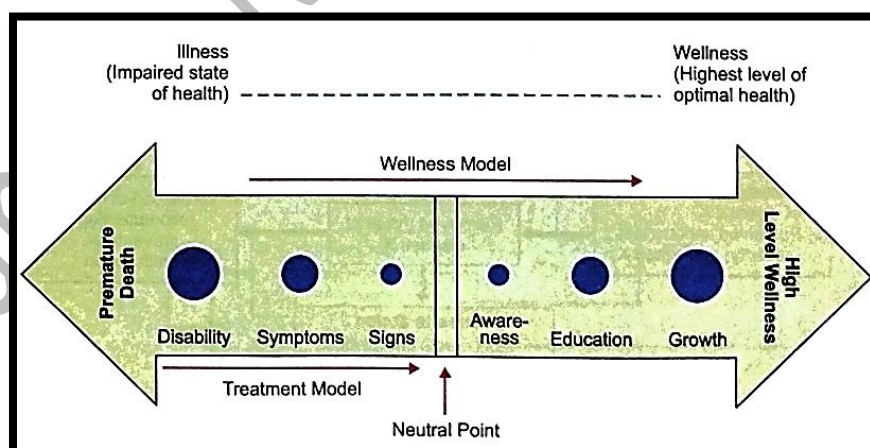 Illness
(Impaired state
of health)
Wellness
(Highest level of
optimal health)
Wellness Model
Premature
Death
Disability
Symptoms
Signs
Aware-
ness
Education
Growth
High
Level Wellness
Treatment Model
Neutral Point